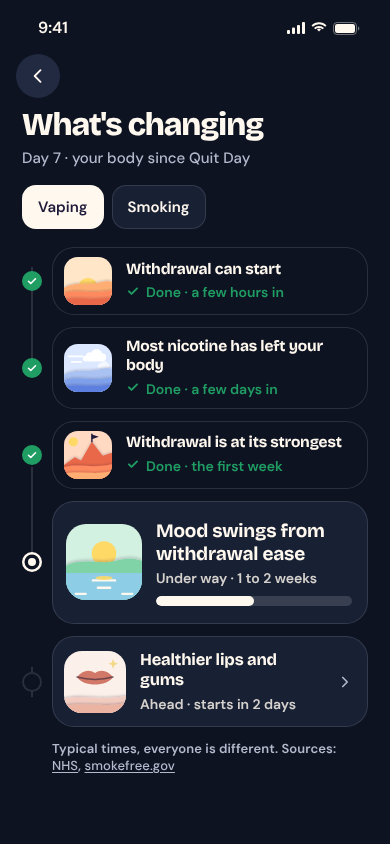 9:41
What's changing
Day 7 · your body since Quit Day
Vaping
Smoking
Withdrawal can start
Done · a few hours in
Most nicotine has left your
body
Done · a few days in
Withdrawal is at its strongest
Done · the first week
Mood swings from
withdrawal ease
Under way · 1 to 2 weeks
Healthier lips and
gums
Ahead · starts in 2 days
Typical times, everyone is different. Sources:
NHS, smokefree.gov